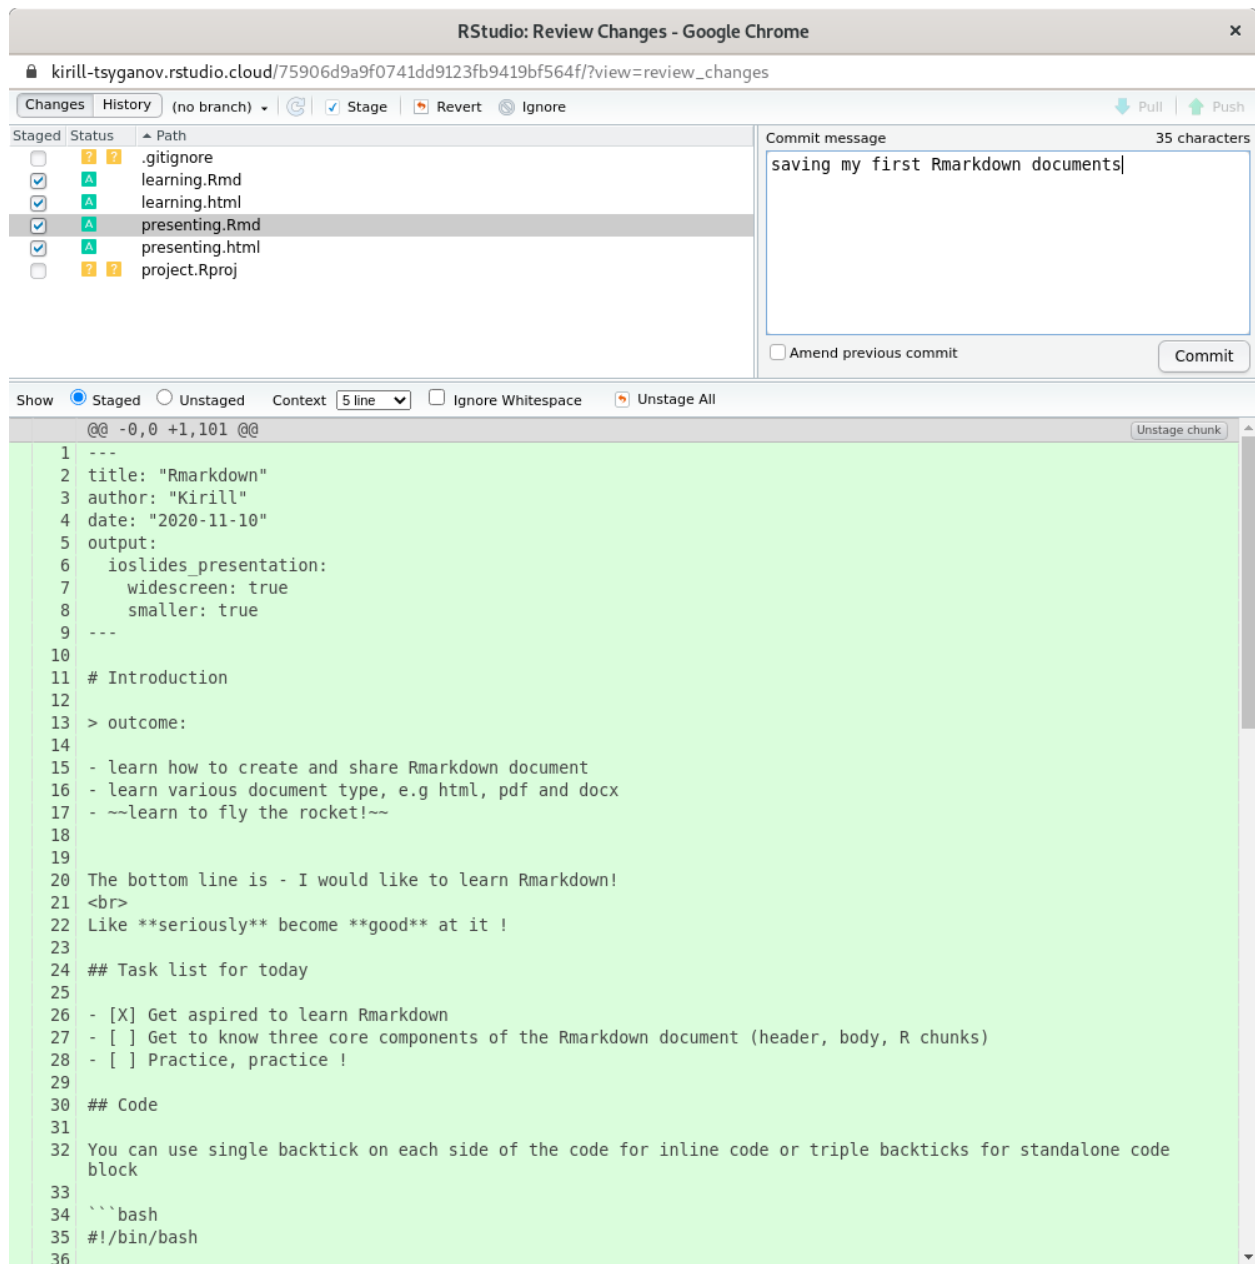 RStudio: Review Changes - Google Chrome ×
kirill-tsyganov.rstudio.cloud/75906d9a9f0741dd9123fb9419bf564f/?view=review_changes
Changes History (no branch) Stage Revert Ignore Pull Push
Staged Status Path
? ? .gitignore
A learning.Rmd
A learning.html
A presenting.Rmd
A presenting.html
? ? project.Rproj
Commit message 35 characters
saving my first Rmarkdown documents
Amend previous commit Commit
Show Staged Unstaged Context 5 line Ignore Whitespace Unstage All
@@ -0,0 +1,101 @@ Unstage chunk
1 ---
2 title: "Rmarkdown"
3 author: "Kirill"
4 date: "2020-11-10"
5 output:
6   ioslides_presentation:
7     widescreen: true
8     smaller: true
9 ---
10
11 # Introduction
12
13 > outcome:
14
15 - learn how to create and share Rmarkdown document
16 - learn various document type, e.g html, pdf and docx
17 - ~~learn to fly the rocket!~~
18
19
20 The bottom line is - I would like to learn Rmarkdown!
21 <br>
22 Like **seriously** become **good** at it !
23
24 ## Task list for today
25
26 - [X] Get aspired to learn Rmarkdown
27 - [ ] Get to know three core components of the Rmarkdown document (header, body, R chunks)
28 - [ ] Practice, practice !
29
30 ## Code
31
32 You can use single backtick on each side of the code for inline code or triple backticks for standalone code
block
33
34 ```bash
35 #!/bin/bash
36